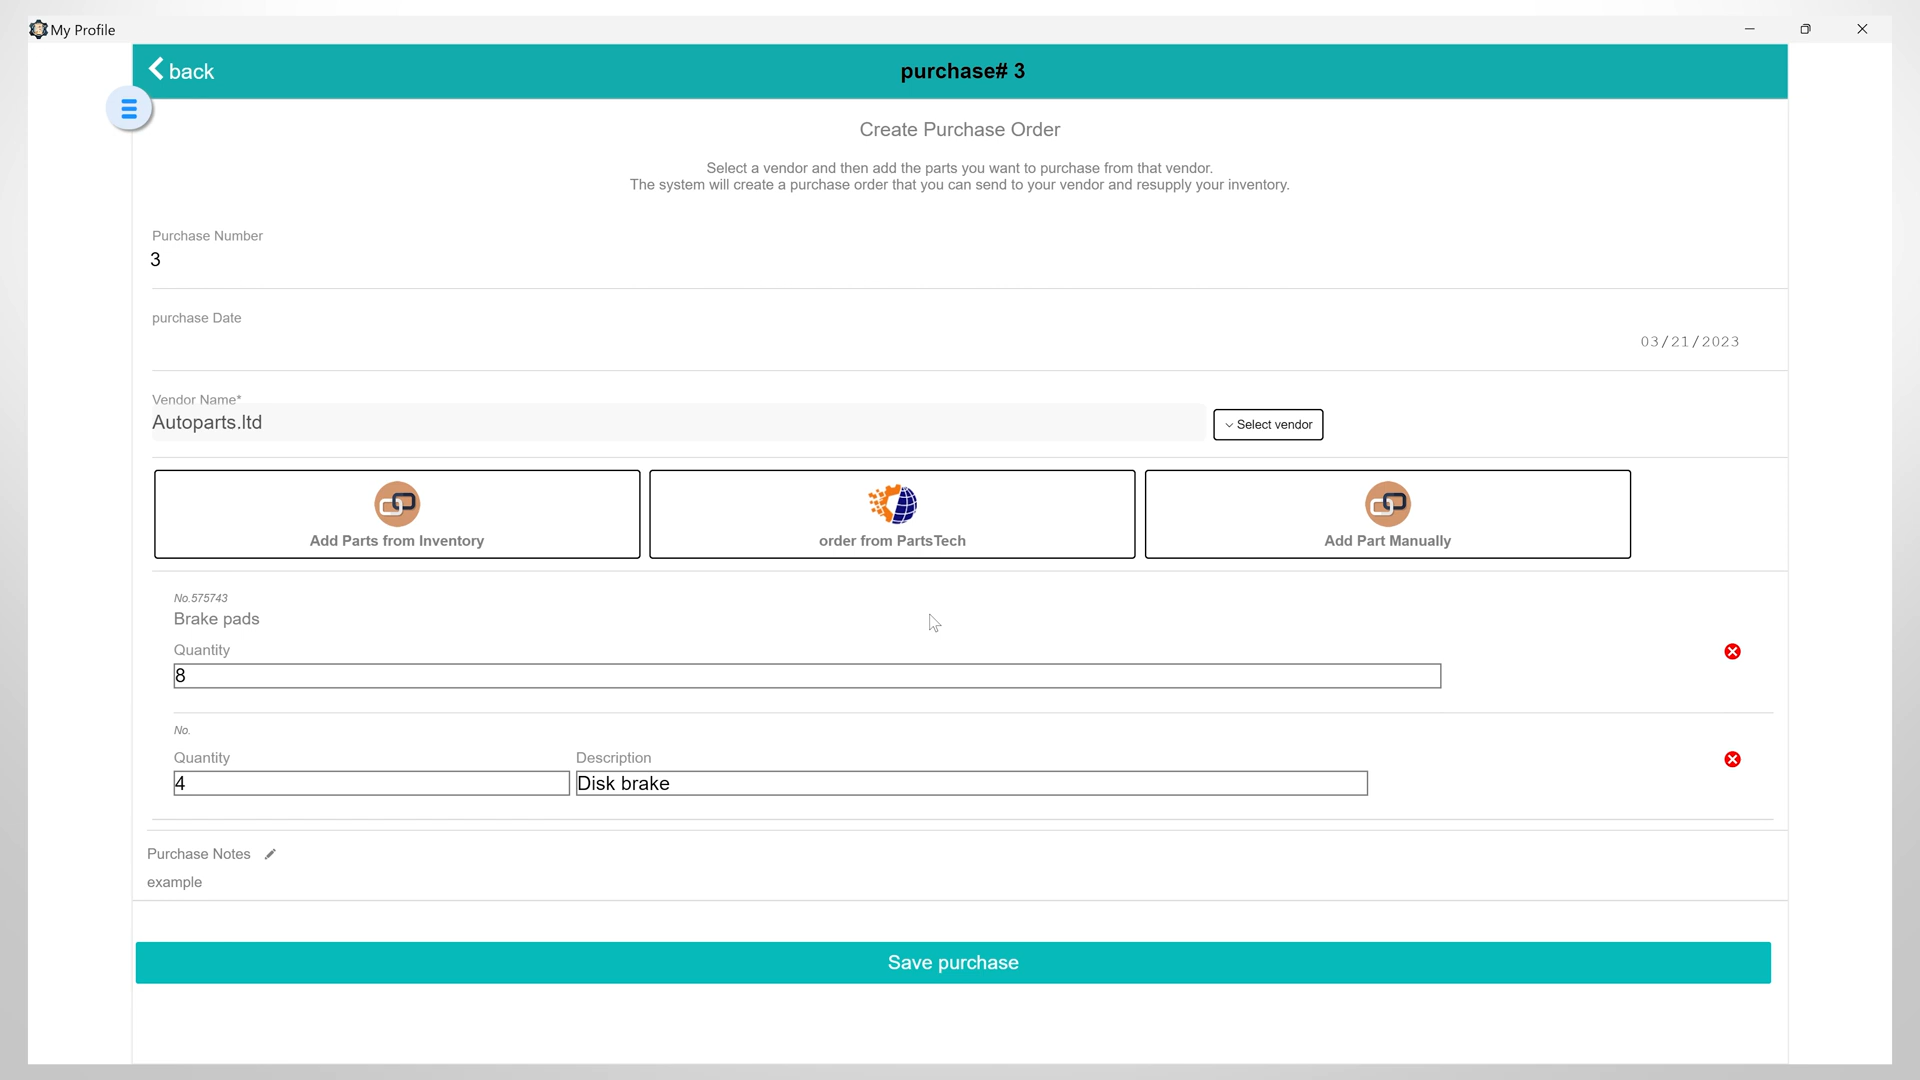 My Profile
back
purchase# 3
Create Purchase Order
Select a vendor and then add the parts you want to purchase from that vendor.
The system will create a purchase order that you can send to your vendor and resupply your inventory.
Purchase Number
3
purchase Date
03/21/2023
Vendor Name*
Autoparts.ltd
Select vendor
Add Parts from Inventory
order from PartsTech
Add Part Manually
No.575743
Brake pads
Quantity
8
No.
Quantity
Description
4
Disk brake
Purchase Notes
example
Save purchase